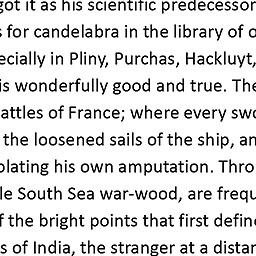 got it as his scientific predecessor
s for candelabra in the library of o
ecially in Pliny, Purchas, Hackluyt,
is wonderfully good and true. The
attles of France; where every swo
the loosened sails of the ship, an
plating his own amputation. Thro
le South Sea war-wood, are frequ
f the bright points that first define
s of India, the stranger at a distan